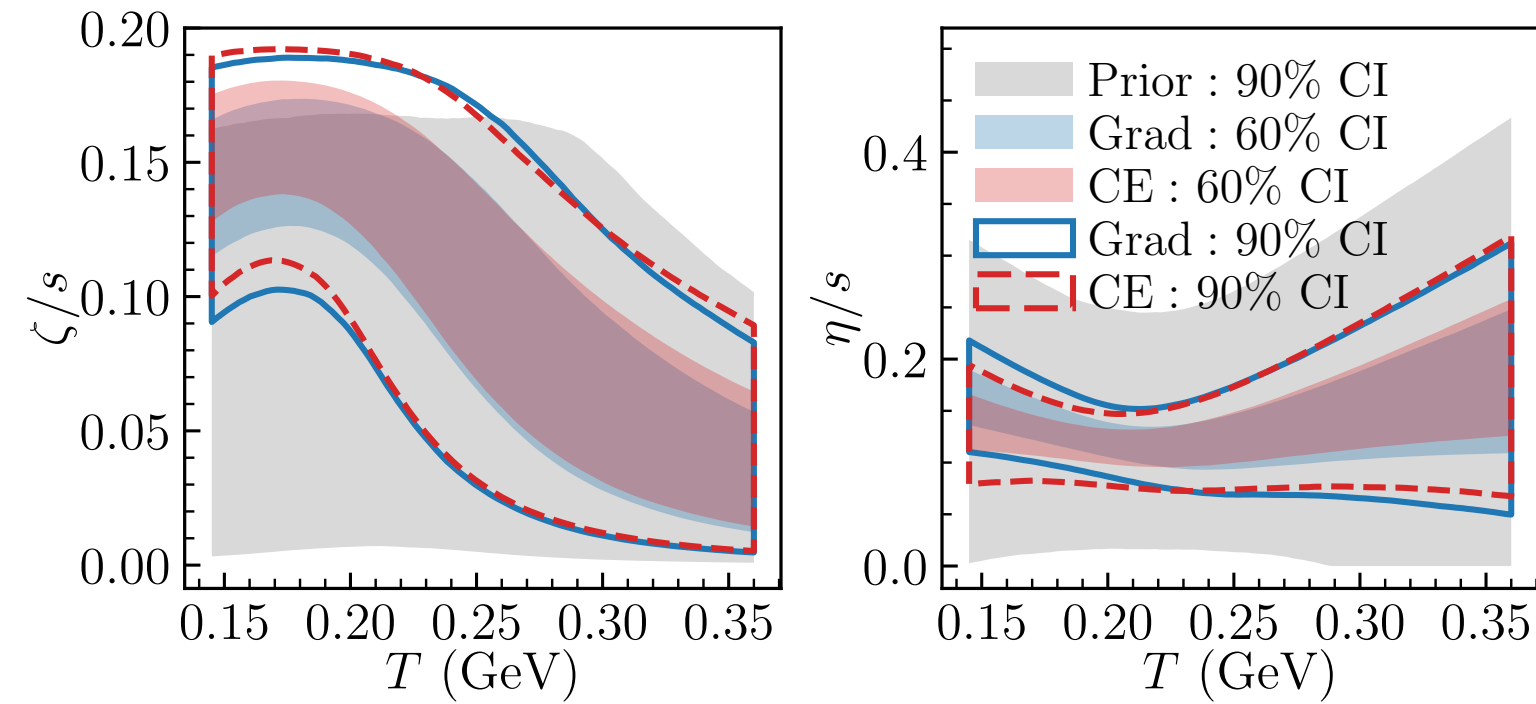 0.20
0.15
0.10
0.05
0.00
ζ/s
0.15 0.20 0.25 0.30 0.35
T (GeV)
Prior : 90% CI
Grad : 60% CI
CE : 60% CI
Grad : 90% CI
CE : 90% CI
0.4
0.2
0.0
η/s
0.15 0.20 0.25 0.30 0.35
T (GeV)